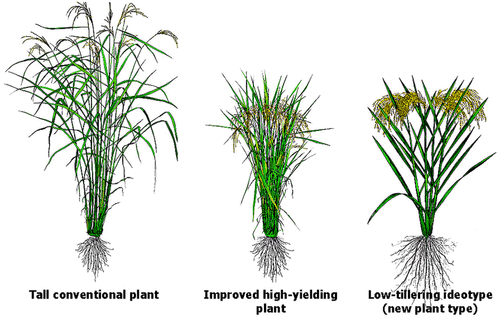 Tall conventional plant
Improved high-yielding
plant
Low-tillering ideotype
(new plant type)